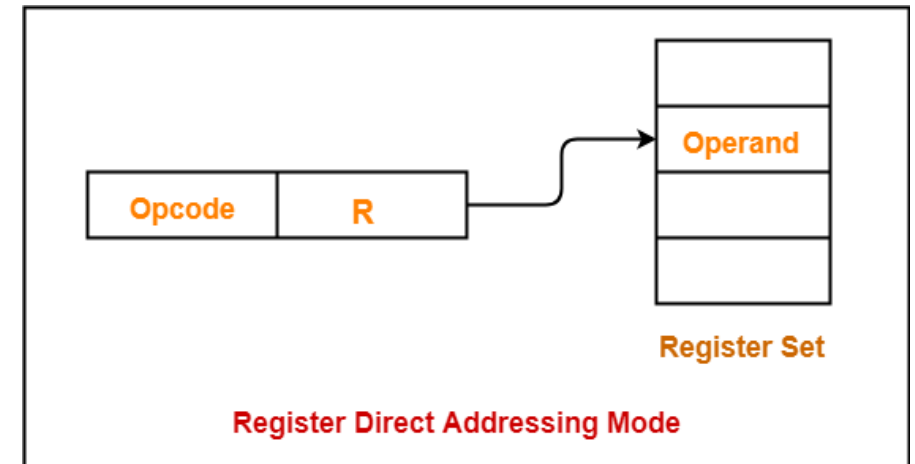 Operand
Opcode
R
Register Set
Register Direct Addressing Mode